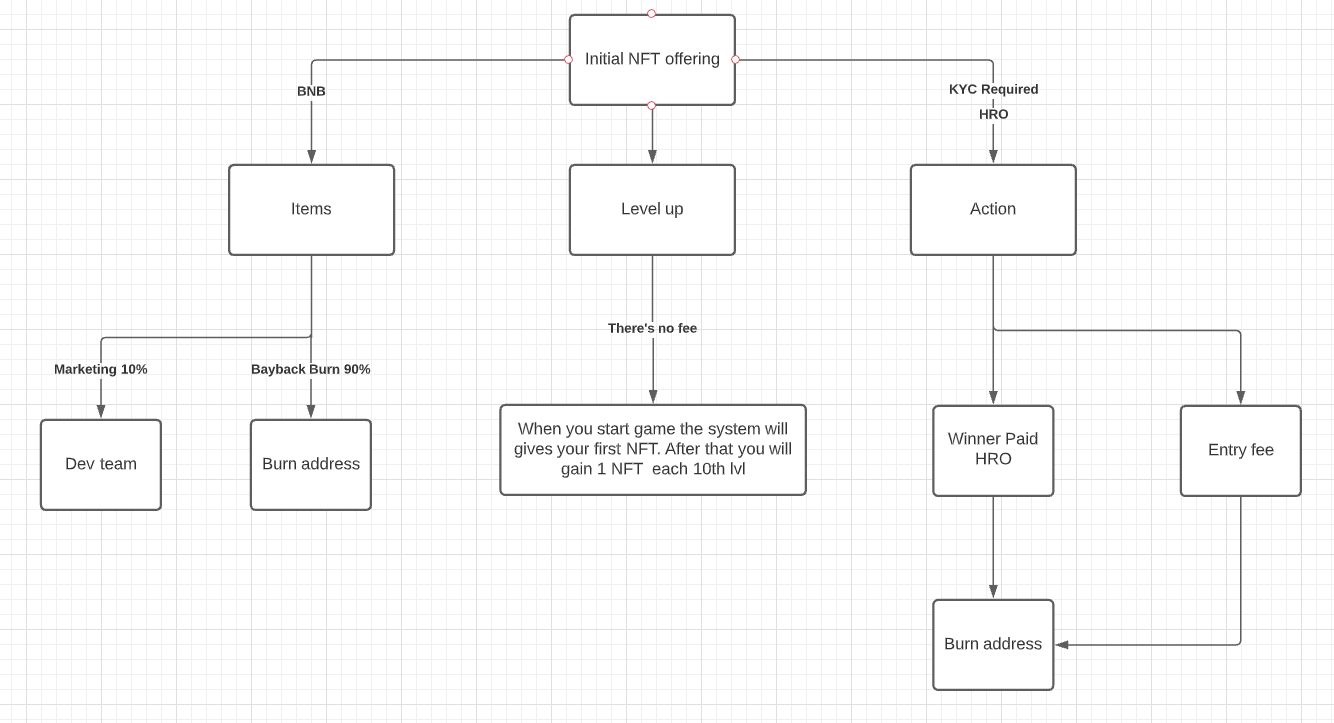 Initial NFT offering
BNB
KYC Required
HRO
Items
Level up
Action
There's no fee
Marketing 10%
Bayback Burn 90%
Dev team
Burn address
When you start game the system will
gives your first NFT. After that you will
gain 1 NFT  each 10th lvl
Winner Paid
HRO
Entry fee
Burn address